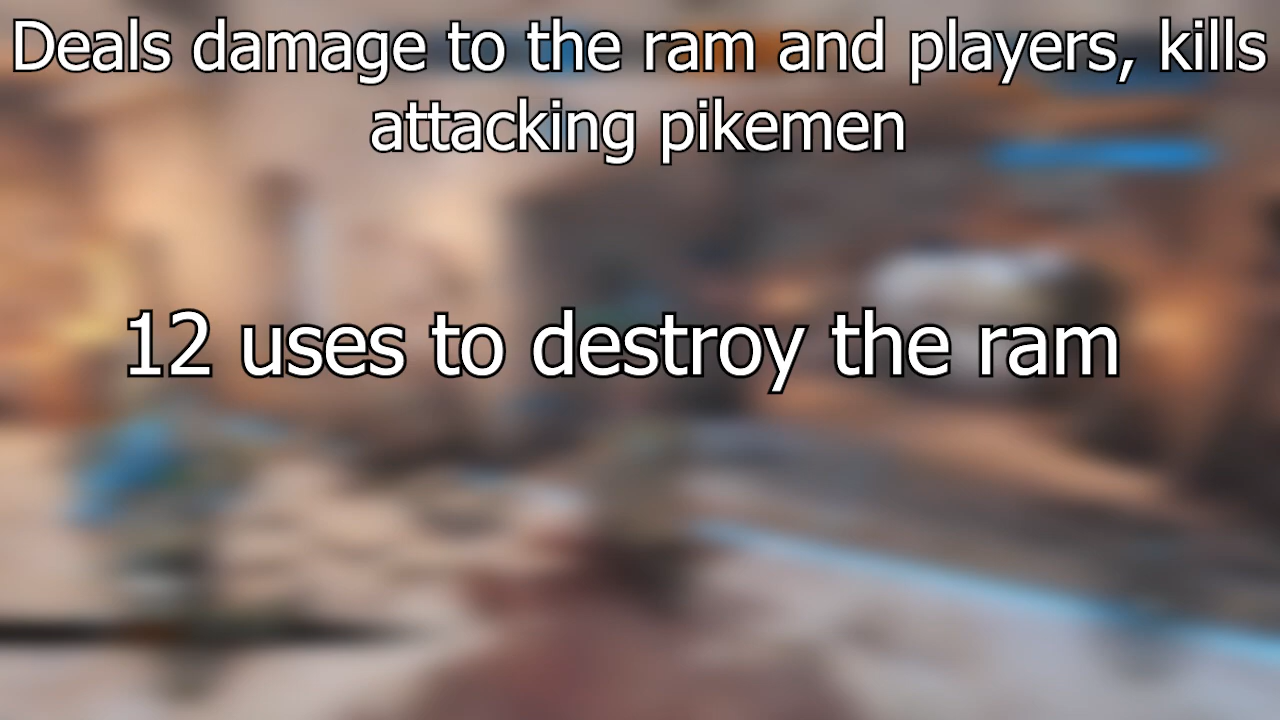 Deals damage to the ram and players, kills
attacking pikemen
12 uses to destroy the ram